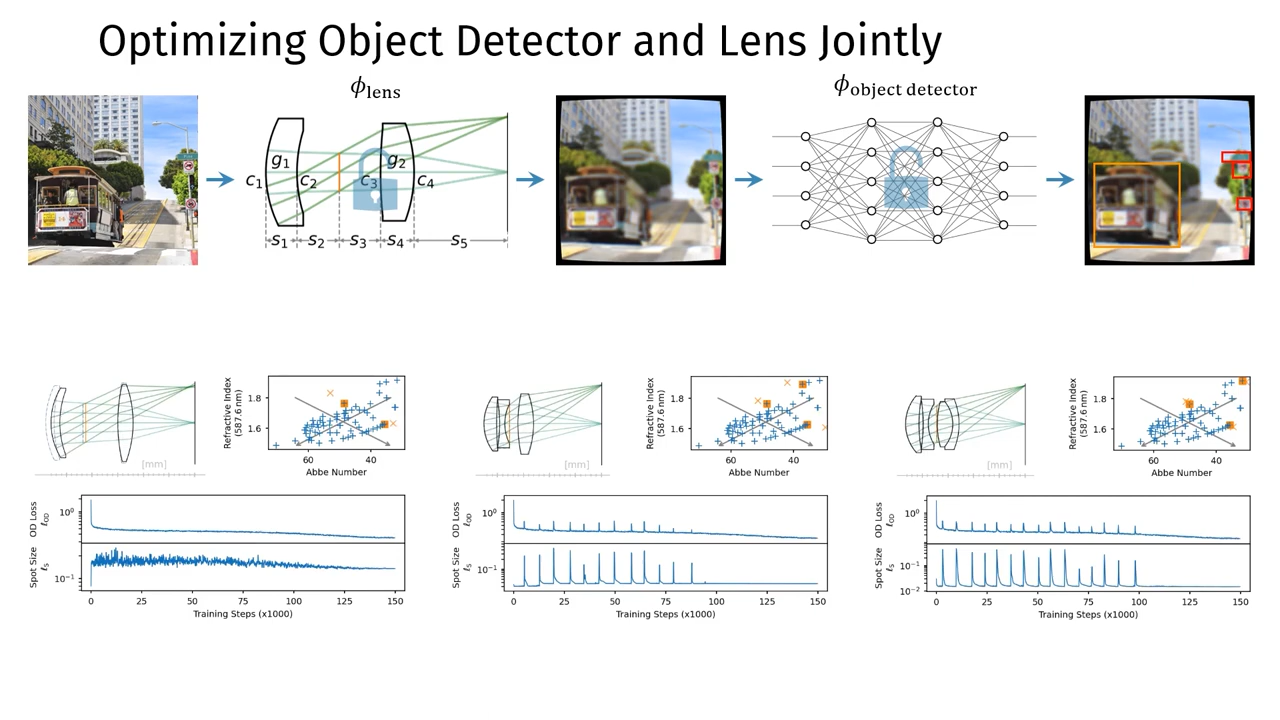 Optimizing Object Detector and Lens Jointly
ϕlens
ϕobject detector
g1
g2
c1
c2
c3
c4
s1
s2
s3
s4
s5
[mm]
Refractive Index
(587.6 nm)
1.8
1.6
60
40
Abbe Number
[mm]
Refractive Index
(587.6 nm)
1.8
1.6
60
40
Abbe Number
[mm]
Refractive Index
(587.6 nm)
1.8
1.6
60
40
Abbe Number
OD Loss
ℓOD
10⁰
Spot Size
ℓS
10⁻¹
0 25 50 75 100 125 150
Training Steps (x1000)
OD Loss
ℓOD
10⁰
Spot Size
ℓS
10⁻¹
0 25 50 75 100 125 150
Training Steps (x1000)
OD Loss
ℓOD
10⁰
Spot Size
ℓS
10⁻¹
10⁻²
0 25 50 75 100 125 150
Training Steps (x1000)